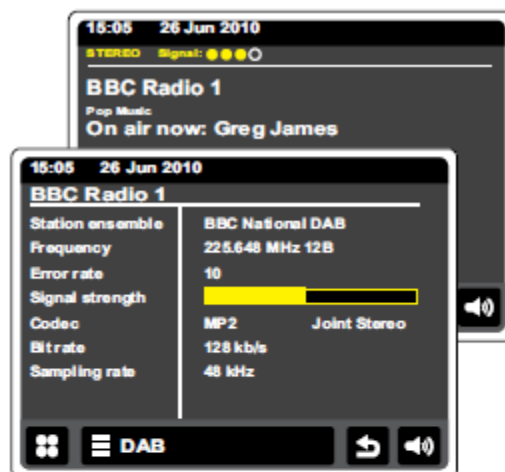 15:05 26 Jun 2010
STEREO Signal:
BBC Radio 1
Pop Music
On air now: Greg James
15:05 26 Jun 2010
BBC Radio 1
Station ensemble BBC National DAB
Frequency 225.648 MHz 12B
Error rate 10
Signal strength
Codec MP2 Joint Stereo
Bitrate 128 kb/s
Sampling rate 48 kHz
DAB